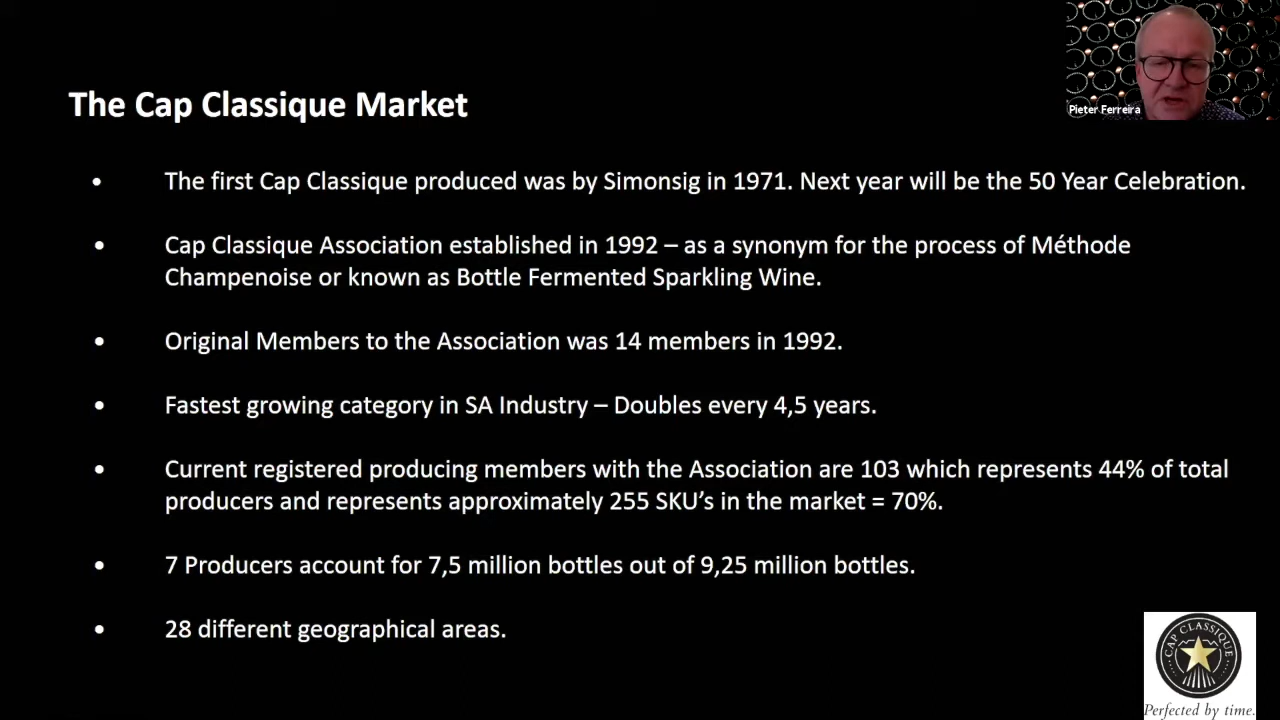 The Cap Classique Market
Pieter Ferreira
• The first Cap Classique produced was by Simonsig in 1971. Next year will be the 50 Year Celebration.
• Cap Classique Association established in 1992 – as a synonym for the process of Méthode
Champenoise or known as Bottle Fermented Sparkling Wine.
• Original Members to the Association was 14 members in 1992.
• Fastest growing category in SA Industry – Doubles every 4,5 years.
• Current registered producing members with the Association are 103 which represents 44% of total
producers and represents approximately 255 SKU’s in the market = 70%.
• 7 Producers account for 7,5 million bottles out of 9,25 million bottles.
• 28 different geographical areas.
CAP CLASSIQUE
Perfected by time.